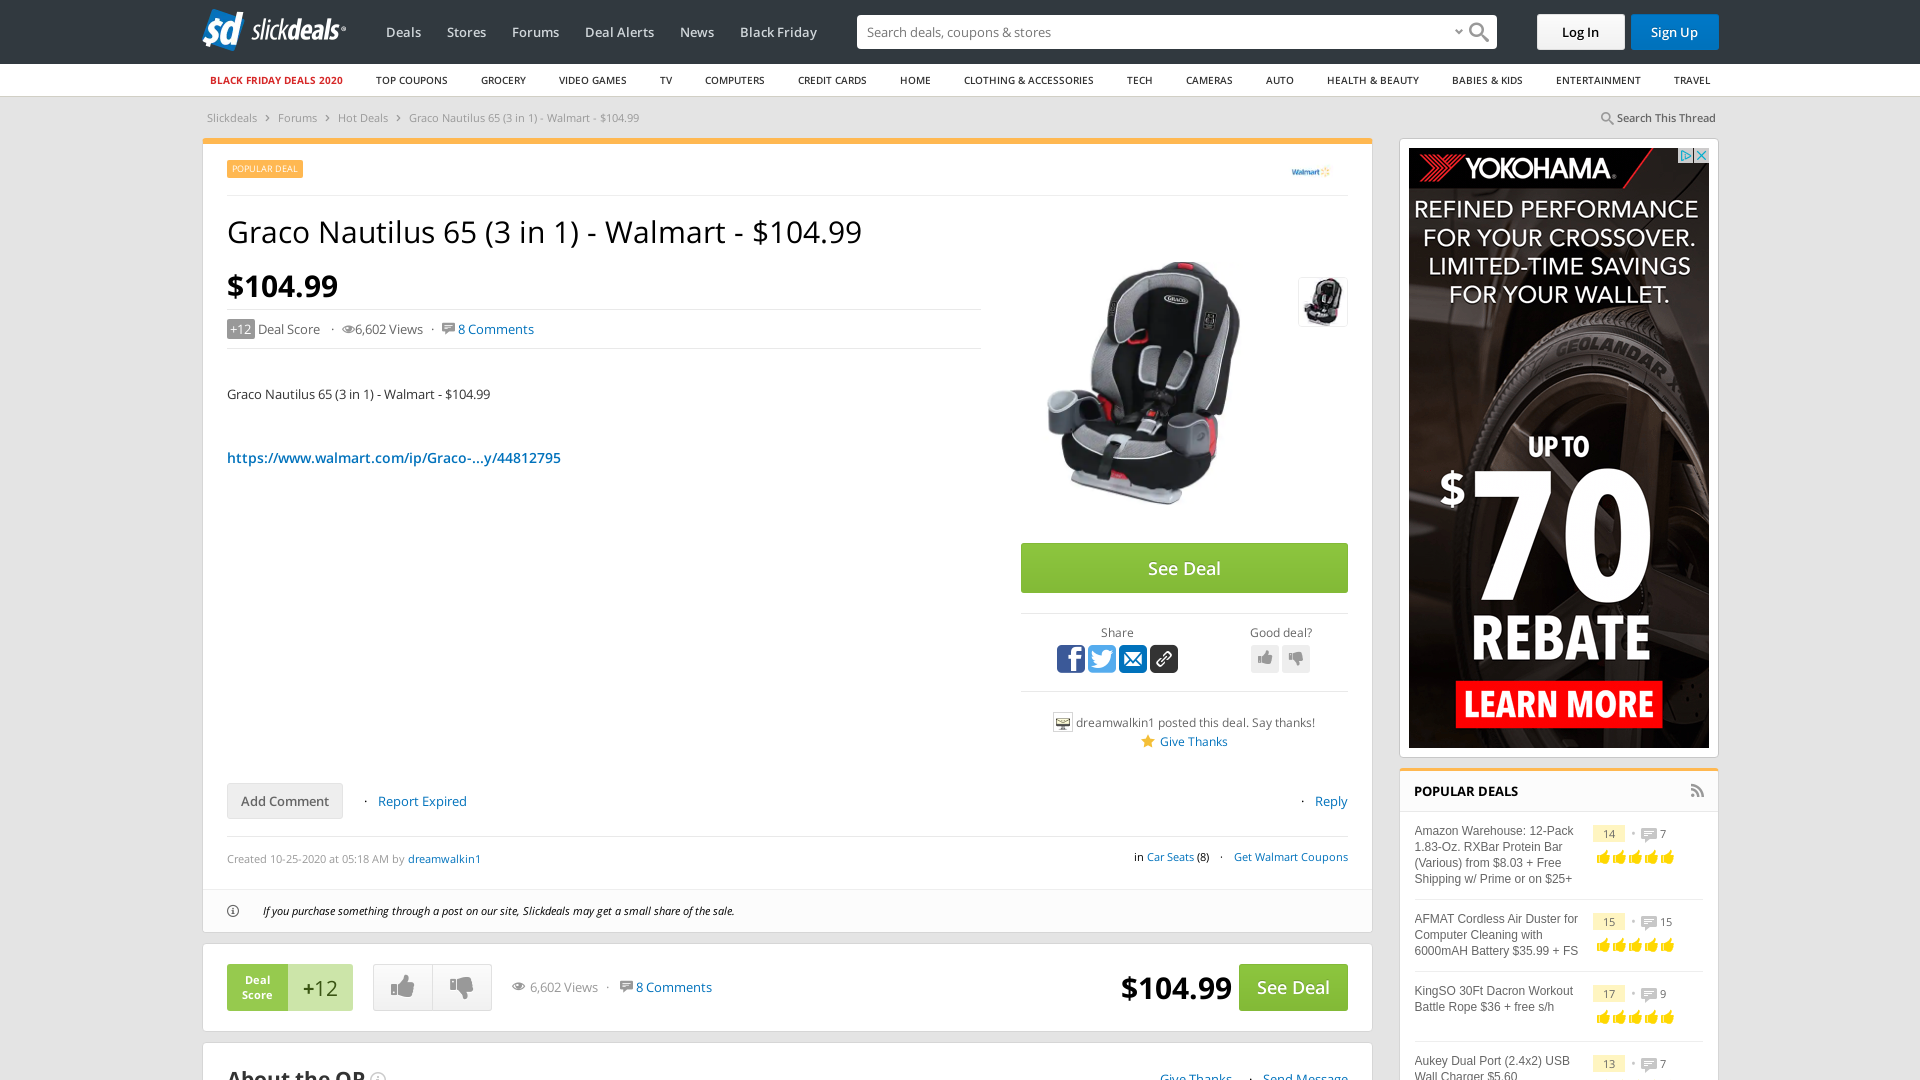 sd slickdeals®
Deals Stores Forums Deal Alerts News Black Friday
Search deals, coupons & stores
Log In Sign Up
BLACK FRIDAY DEALS 2020 TOP COUPONS GROCERY VIDEO GAMES TV COMPUTERS CREDIT CARDS HOME CLOTHING & ACCESSORIES TECH CAMERAS AUTO HEALTH & BEAUTY BABIES & KIDS ENTERTAINMENT TRAVEL
Slickdeals › Forums › Hot Deals › Graco Nautilus 65 (3 in 1) - Walmart - $104.99
Search This Thread
POPULAR DEAL
Walmart
Graco Nautilus 65 (3 in 1) - Walmart - $104.99
$104.99
+12 Deal Score · 6,602 Views · 8 Comments
Graco Nautilus 65 (3 in 1) - Walmart - $104.99
https://www.walmart.com/ip/Graco-...y/44812795
GRACO
See Deal
Share
Good deal?
dreamwalkin1 posted this deal. Say thanks!
Give Thanks
Add Comment · Report Expired
· Reply
Created 10-25-2020 at 05:18 AM by dreamwalkin1
in Car Seats (8) · Get Walmart Coupons
If you purchase something through a post on our site, Slickdeals may get a small share of the sale.
Deal
Score
+12
6,602 Views · 8 Comments
$104.99
See Deal
About the OP
Give Thanks · Send Message
YOKOHAMA®
REFINED PERFORMANCE
FOR YOUR CROSSOVER.
LIMITED-TIME SAVINGS
FOR YOUR WALLET.
GEOLANDAR X
UP TO
$70
REBATE
LEARN MORE
POPULAR DEALS
Amazon Warehouse: 12-Pack
1.83-Oz. RXBar Protein Bar
(Various) from $8.03 + Free
Shipping w/ Prime or on $25+
14 • 7
AFMAT Cordless Air Duster for
Computer Cleaning with
6000mAH Battery $35.99 + FS
15 • 15
KingSO 30Ft Dacron Workout
Battle Rope $36 + free s/h
17 • 9
Aukey Dual Port (2.4x2) USB
Wall Charger $5.60
13 • 7